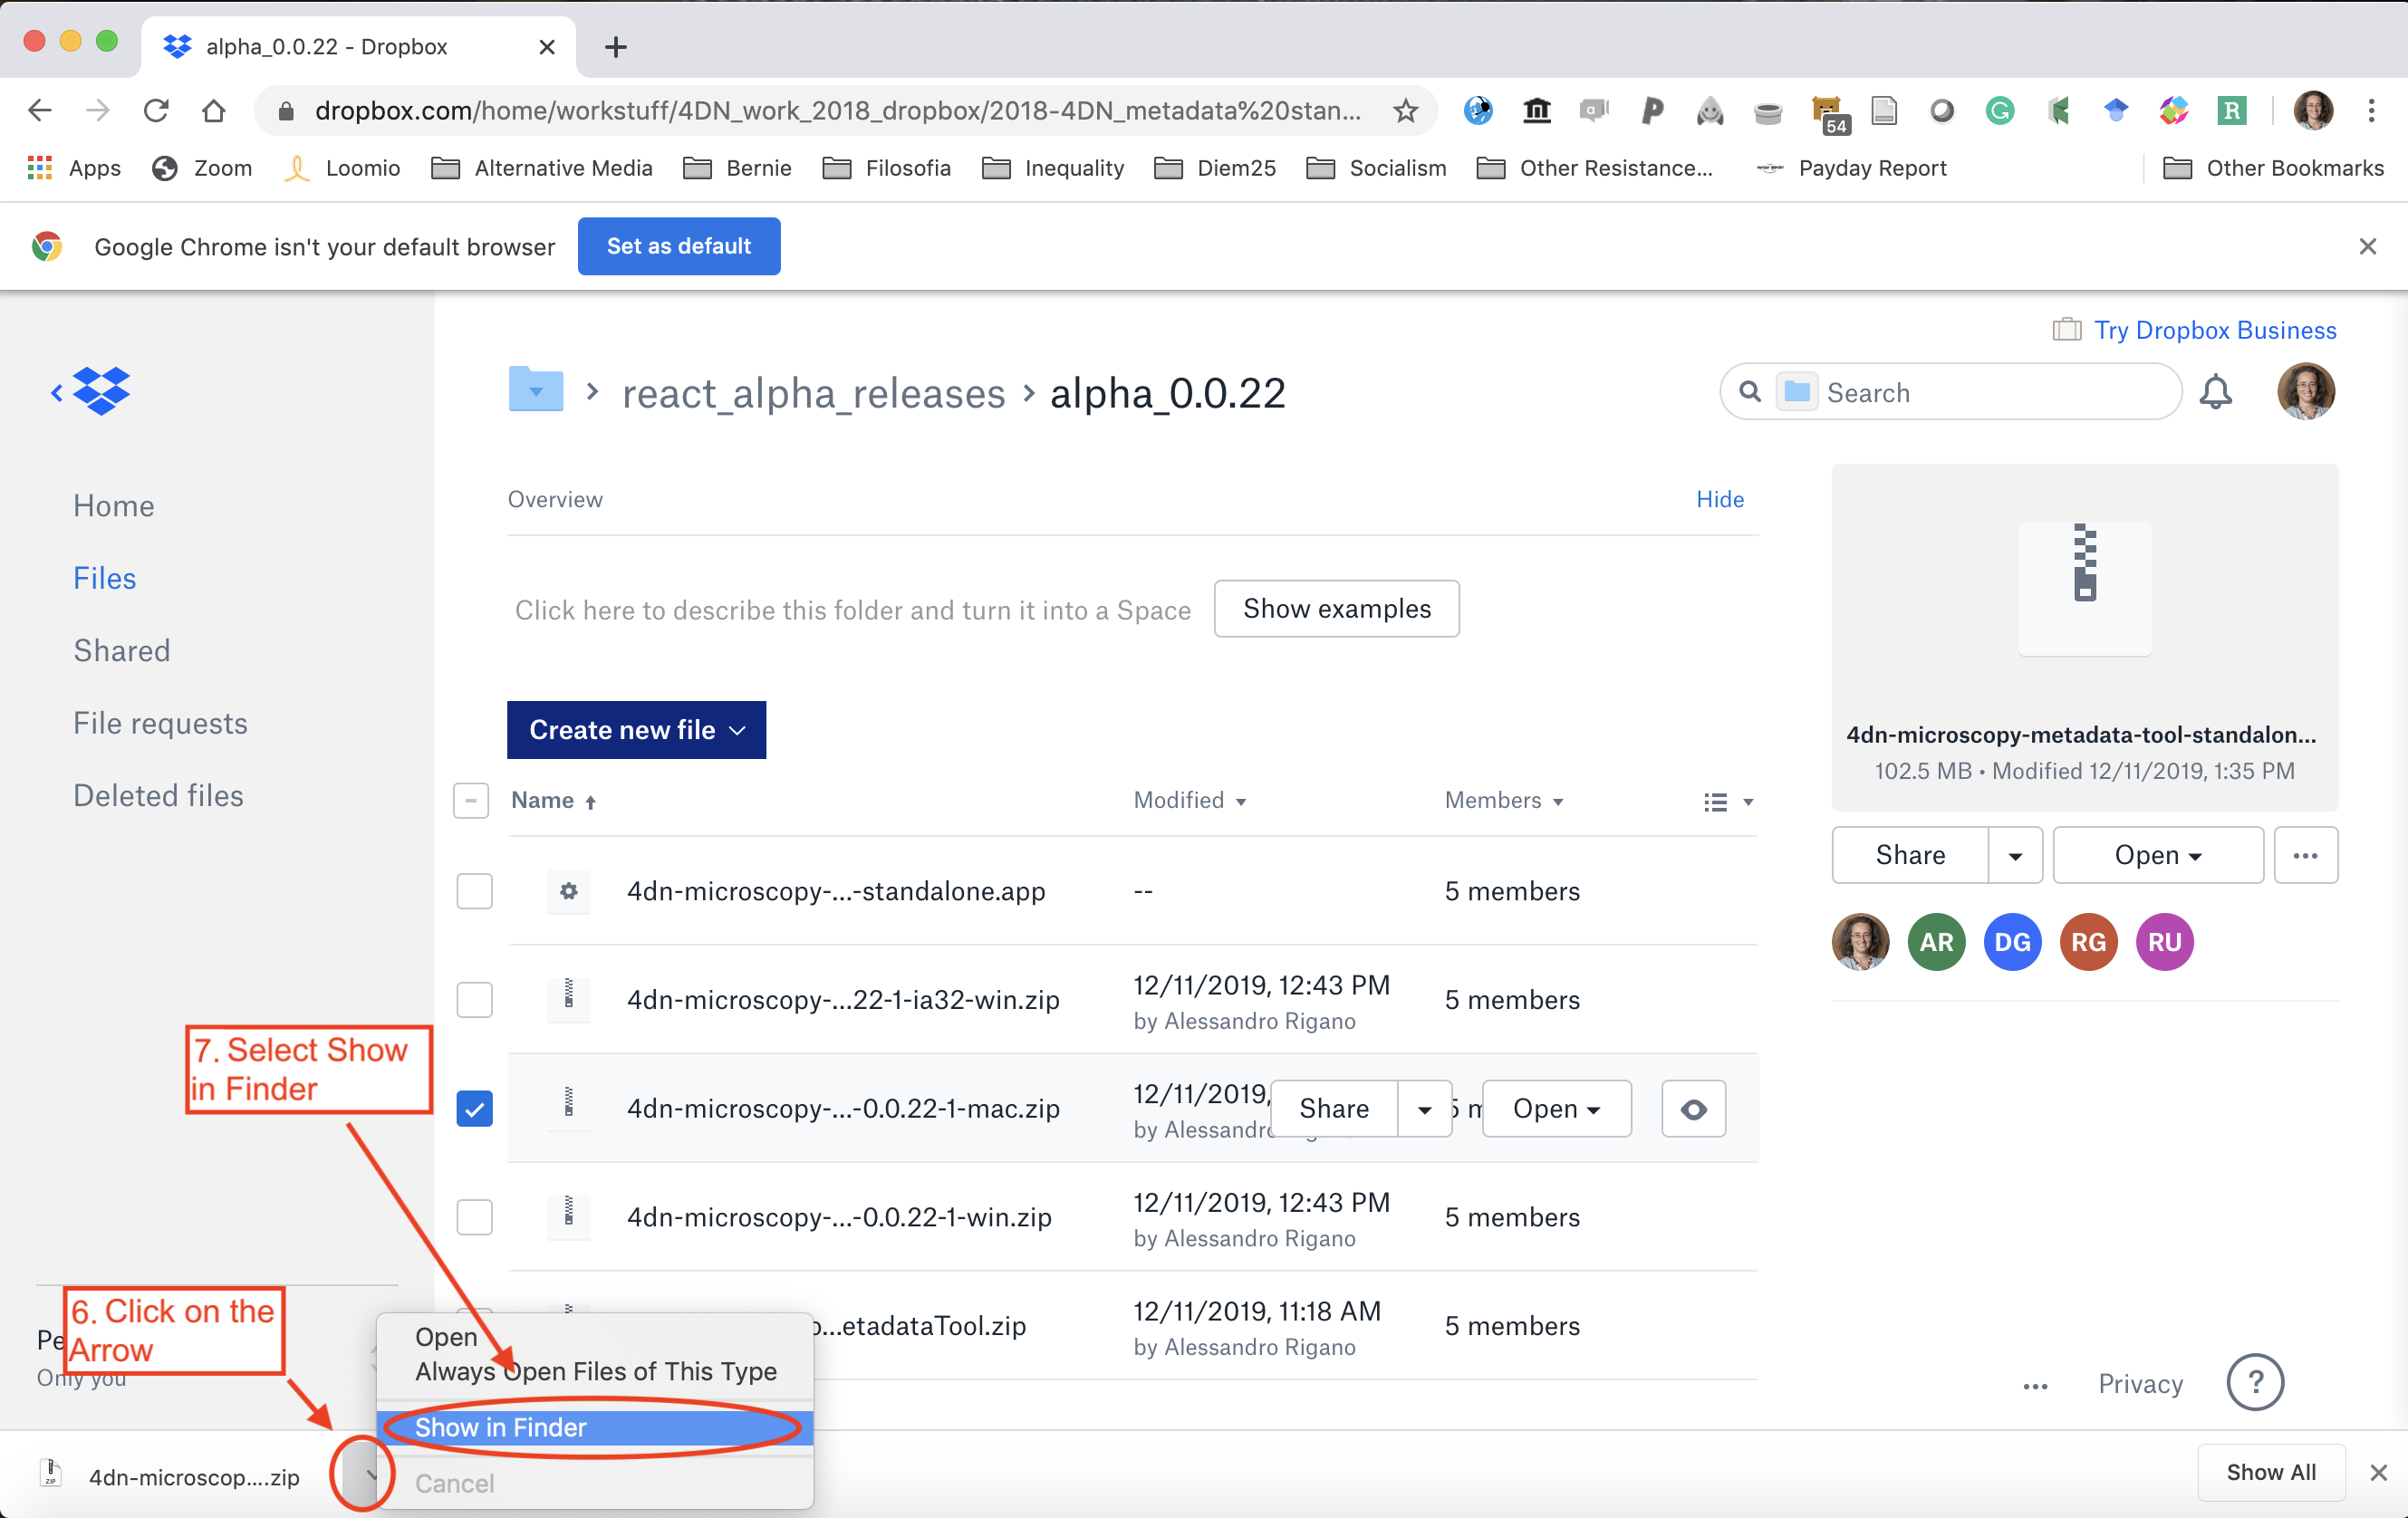 alpha_0.0.22 - Dropbox
dropbox.com/home/workstuff/4DN_work_2018_dropbox/2018-4DN_metadata%20stan...
54
R
Apps
Zoom
Loomio
Alternative Media
Bernie
Filosofia
Inequality
Diem25
Socialism
Other Resistance...
Payday Report
Other Bookmarks
Google Chrome isn't your default browser
Set as default
Try Dropbox Business
react_alpha_releases › alpha_0.0.22
Search
Home
Files
Shared
File requests
Deleted files
Overview
Hide
Click here to describe this folder and turn it into a Space
Show examples
Create new file
Name
Modified
Members
4dn-microscopy-...-standalone.app
--
5 members
4dn-microscopy-...22-1-ia32-win.zip
12/11/2019, 12:43 PM
by Alessandro Rigano
5 members
4dn-microscopy-...-0.0.22-1-mac.zip
12/11/2019,
by Alessandro Rigano
Share
5 m
Open
4dn-microscopy-...-0.0.22-1-win.zip
12/11/2019, 12:43 PM
by Alessandro Rigano
5 members
o...etadataTool.zip
12/11/2019, 11:18 AM
by Alessandro Rigano
5 members
4dn-microscopy-metadata-tool-standalon...
102.5 MB • Modified 12/11/2019, 1:35 PM
Share
Open
...
AR
DG
RG
RU
7. Select Show
in Finder
6. Click on the
Arrow
Pe
Only you
Open
Always Open Files of This Type
Show in Finder
Cancel
...
Privacy
?
ZIP
4dn-microscop....zip
Show All